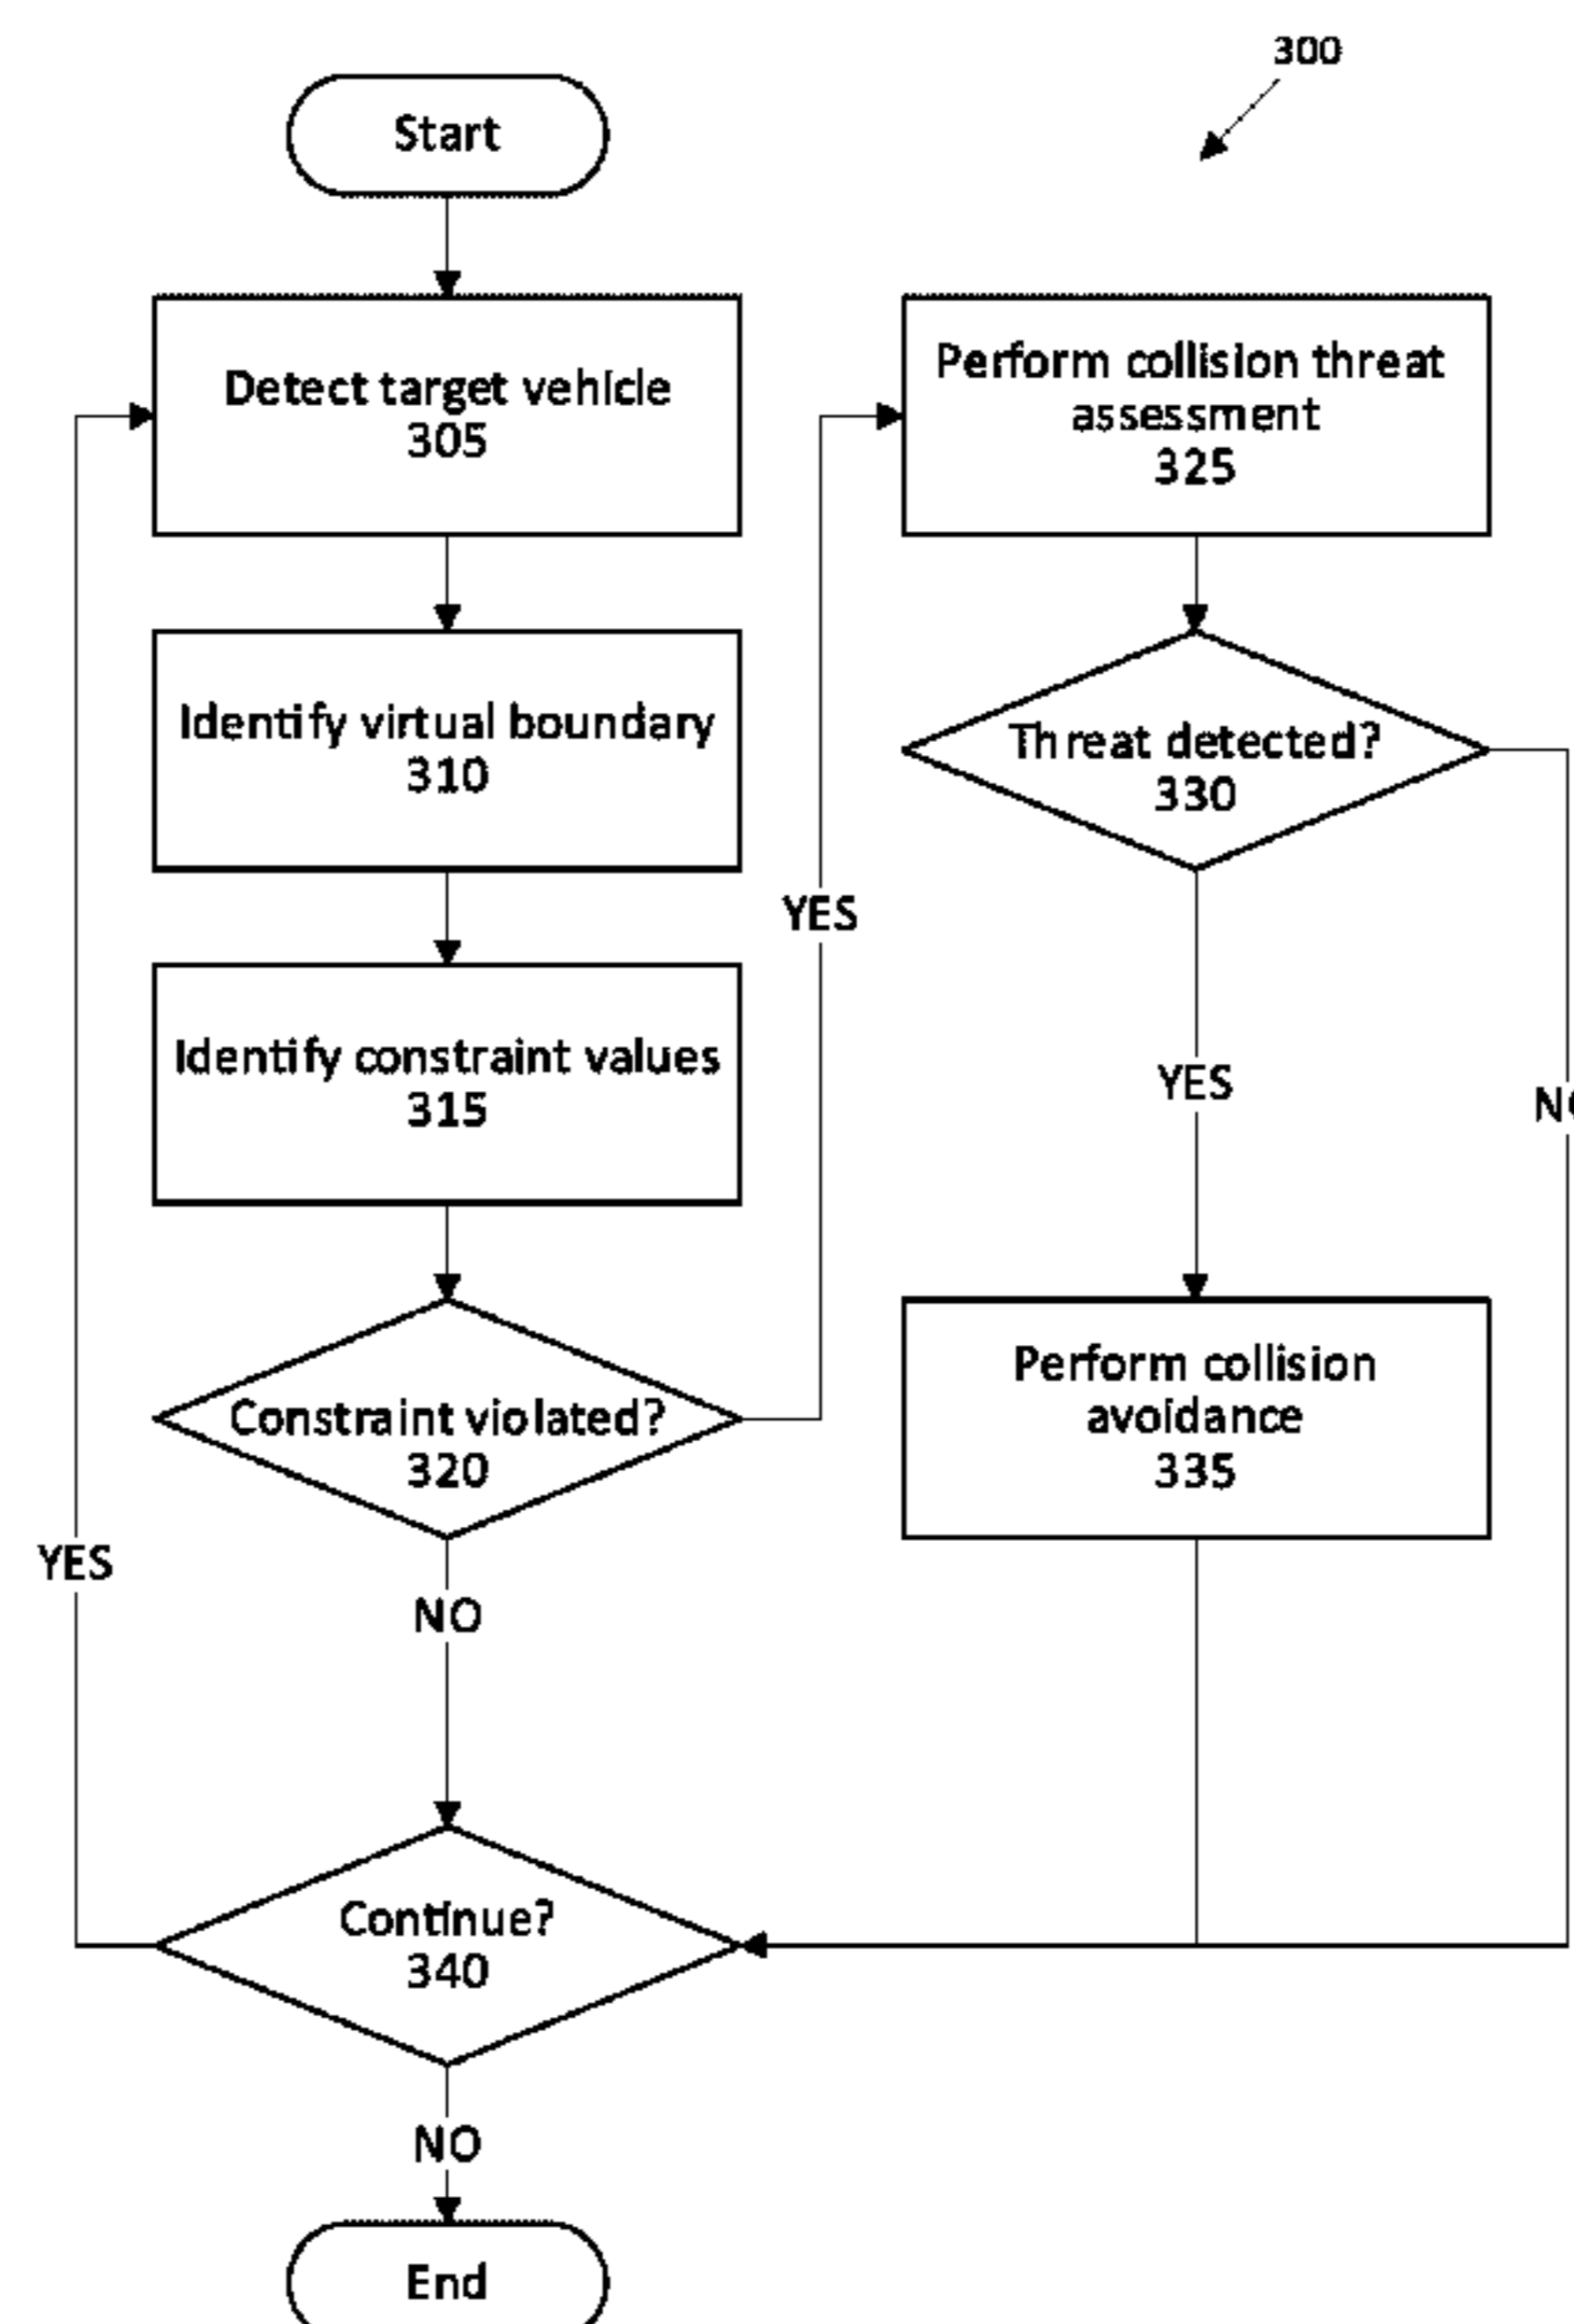 300
Start
Detect target vehicle
305
Identify virtual boundary
310
Identify constraint values
315
Constraint violated?
320
YES
NO
Perform collision threat
assessment
325
Threat detected?
330
YES
Perform collision
avoidance
335
YES
Continue?
340
NO
End